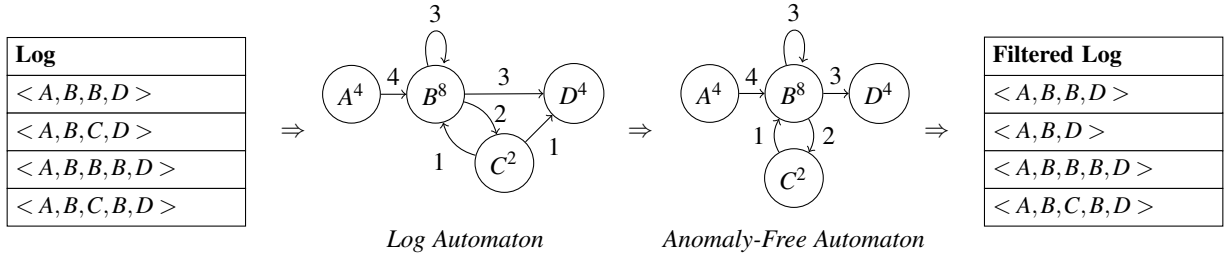 Log
< A, B, B, D >
< A, B, C, D >
< A, B, B, B, D >
< A, B, C, B, D >
⇒
3
A⁴
4
B⁸
3
D⁴
2
1
C²
1
Log Automaton
⇒
3
A⁴
4
B⁸
3
D⁴
1
2
C²
Anomaly-Free Automaton
⇒
Filtered Log
< A, B, B, D >
< A, B, D >
< A, B, B, B, D >
< A, B, C, B, D >